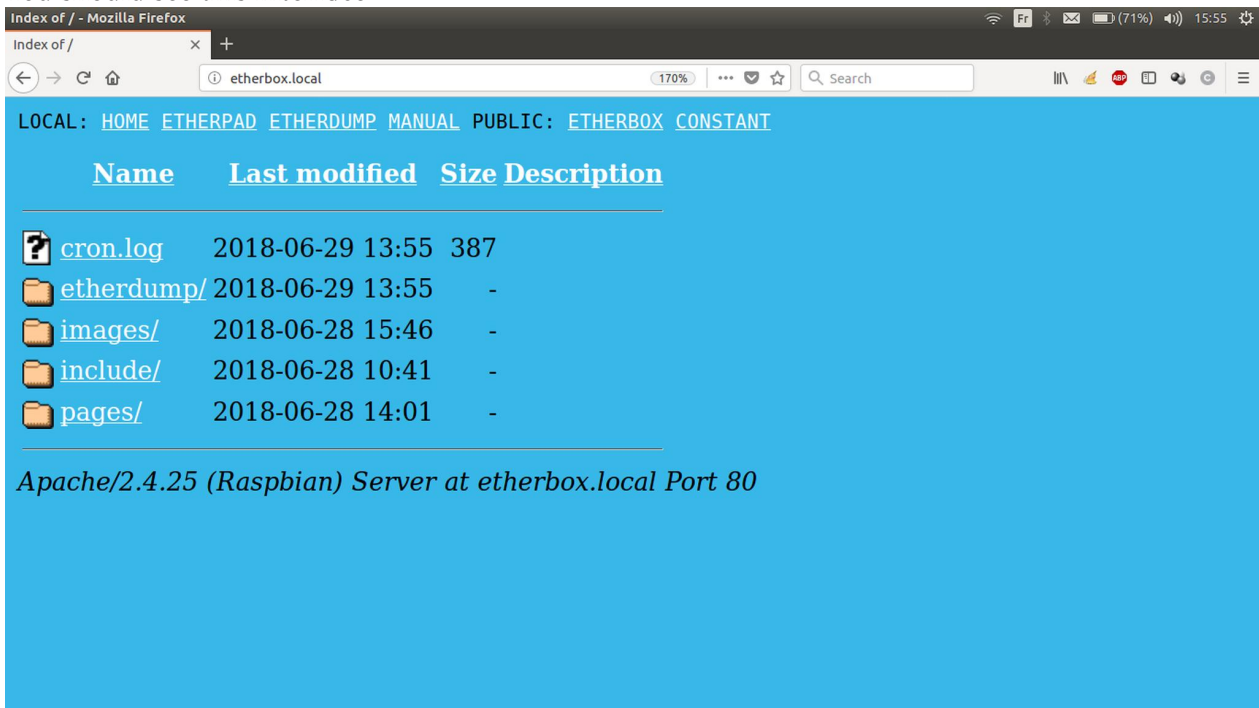 Index of / - Mozilla Firefox Fr (71%) 15:55
Index of /
etherbox.local 170% Search ABP
LOCAL: HOME ETHERPAD ETHERDUMP MANUAL PUBLIC: ETHERBOX CONSTANT
Name Last modified Size Description
cron.log 2018-06-29 13:55 387
etherdump/ 2018-06-29 13:55 -
images/ 2018-06-28 15:46 -
include/ 2018-06-28 10:41 -
pages/ 2018-06-28 14:01 -
Apache/2.4.25 (Raspbian) Server at etherbox.local Port 80